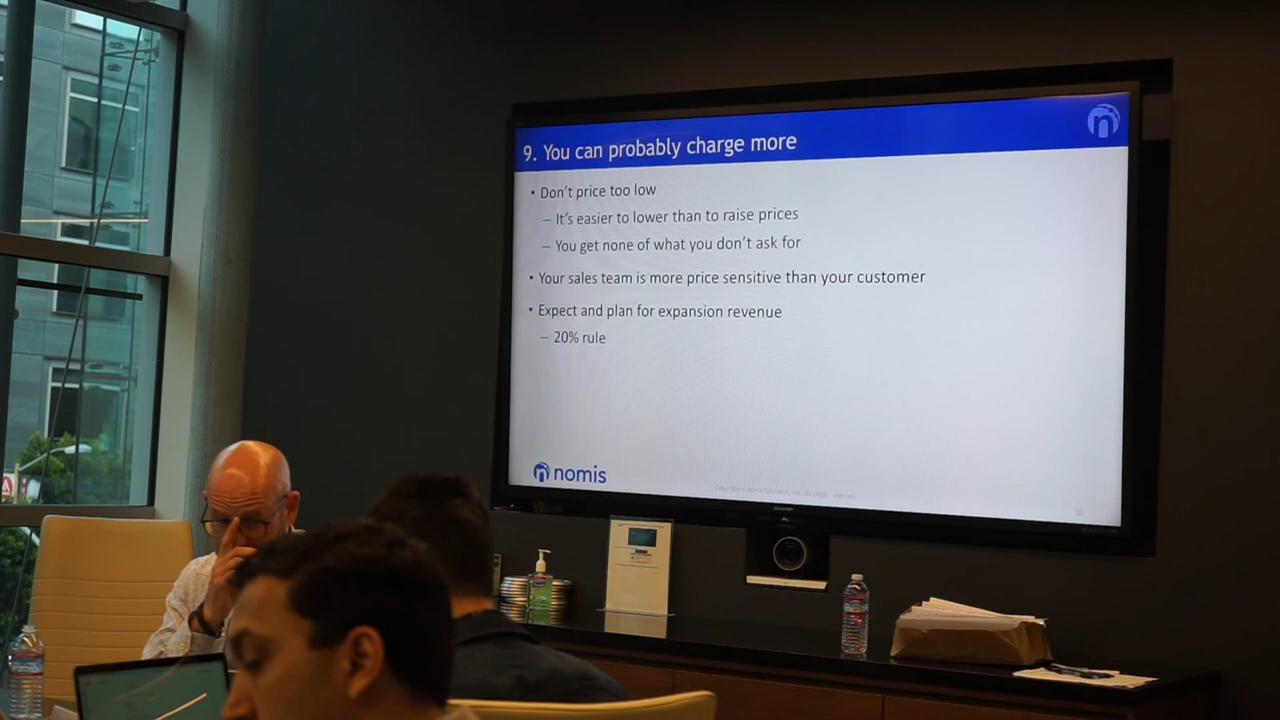 9. You can probably charge more
• Don't price too low
– It's easier to lower than to raise prices
– You get none of what you don't ask for
• Your sales team is more price sensitive than your customer
• Expect and plan for expansion revenue
– 20% rule
nomis